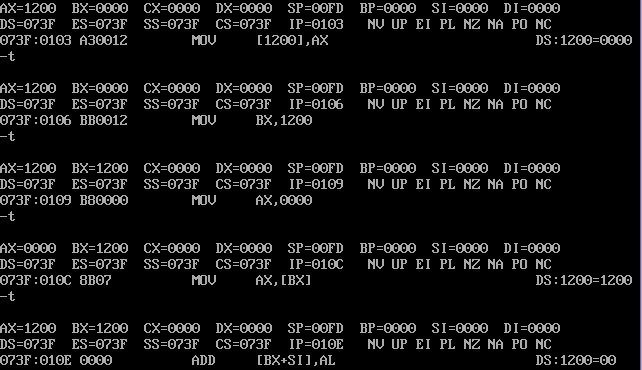 AX=1200  BX=0000  CX=0000  DX=0000  SP=00FD  BP=0000  SI=0000  DI=0000
DS=073F  ES=073F  SS=073F  CS=073F  IP=0103   NV UP EI PL NZ NA PO NC
073F:0103 A30012        MOV     [1200],AX                          DS:1200=0000
-t

AX=1200  BX=0000  CX=0000  DX=0000  SP=00FD  BP=0000  SI=0000  DI=0000
DS=073F  ES=073F  SS=073F  CS=073F  IP=0106   NV UP EI PL NZ NA PO NC
073F:0106 BB0012        MOV     BX,1200
-t

AX=1200  BX=1200  CX=0000  DX=0000  SP=00FD  BP=0000  SI=0000  DI=0000
DS=073F  ES=073F  SS=073F  CS=073F  IP=0109   NV UP EI PL NZ NA PO NC
073F:0109 B80000        MOV     AX,0000
-t

AX=0000  BX=1200  CX=0000  DX=0000  SP=00FD  BP=0000  SI=0000  DI=0000
DS=073F  ES=073F  SS=073F  CS=073F  IP=010C   NV UP EI PL NZ NA PO NC
073F:010C 8B07          MOV     AX,[BX]                            DS:1200=1200
-t

AX=1200  BX=1200  CX=0000  DX=0000  SP=00FD  BP=0000  SI=0000  DI=0000
DS=073F  ES=073F  SS=073F  CS=073F  IP=010E   NV UP EI PL NZ NA PO NC
073F:010E 0000          ADD     [BX+SI],AL                         DS:1200=00